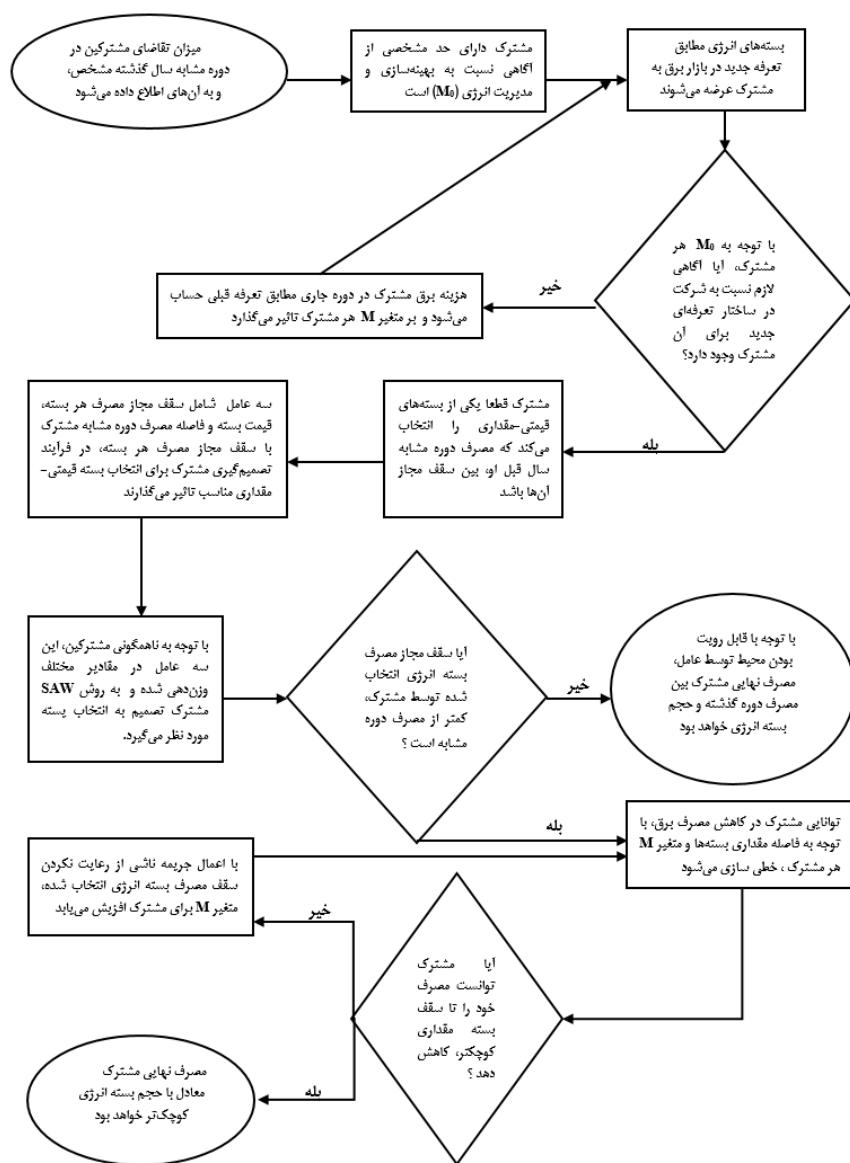 میزان تقاضای مشترکین در
دوره مشابه سال گذشته مشخص،
و به آن‌های اطلاع داده می‌شود
مشترک دارای حد مشخصی از
آگاهی نسبت به بهینه‌سازی و
مدیریت انرژی (M₀) است
بسته‌های انرژی مطابق
تعرفه جدید در بازار برق به
مشترک عرضه می‌شوند
با توجه به M₀ هر
مشترک، آیا آگاهی
لازم نسبت به شرکت
در ساختار تعرفه‌ای
جدید برای آن
مشترک وجود دارد؟
خیر
هزینه برق مشترک در دوره جاری مطابق تعرفه قبلی حساب
می‌شود و بر متغیر M هر مشترک تاثیر می‌گذارد
بله
مشترک قطعا یکی از بسته‌های
قیمتی-مقداری را انتخاب
می‌کند که مصرف دوره مشابه
سال قبل او، بین سقف مجاز
آن‌ها باشد
سه عامل شامل سقف مجاز مصرف هر بسته،
قیمت بسته و فاصله مصرف دوره مشابه مشترک
با سقف مجاز مصرف هر بسته، در فرآیند
تصمیم‌گیری مشترک برای انتخاب بسته قیمتی-
مقداری مناسب تاثیر می‌گذارند
با توجه به ناهمگونی مشترکین، این
سه عامل در مقادیر مختلف
وزن‌دهی شده و به روش SAW
مشترک تصمیم به انتخاب بسته
مورد نظر می‌گیرد.
آیا سقف مجاز مصرف
بسته انرژی انتخاب
شده توسط مشترک،
کمتر از مصرف دوره
مشابه است؟
خیر
با توجه با قابل رویت
بودن محیط توسط عامل،
مصرف نهایی مشترک بین
مصرف دوره گذشته و حجم
بسته انرژی خواهد بود
بله
توانایی مشترک در کاهش مصرف برق، با
توجه به فاصله مقداری بسته‌ها و متغیر M
هر مشترک، خطی سازی می‌شود
با اعمال جریمه ناشی از رعایت نکردن
سقف مصرف بسته انرژی انتخاب شده،
متغیر M برای مشترک افزیش می‌یابد
خیر
آیا مشترک
توانست مصرف
خود را تا سقف
بسته مقداری
کوچکتر، کاهش
دهد؟
بله
مصرف نهایی مشترک
معادل با حجم بسته انرژی
کوچک‌تر خواهد بود